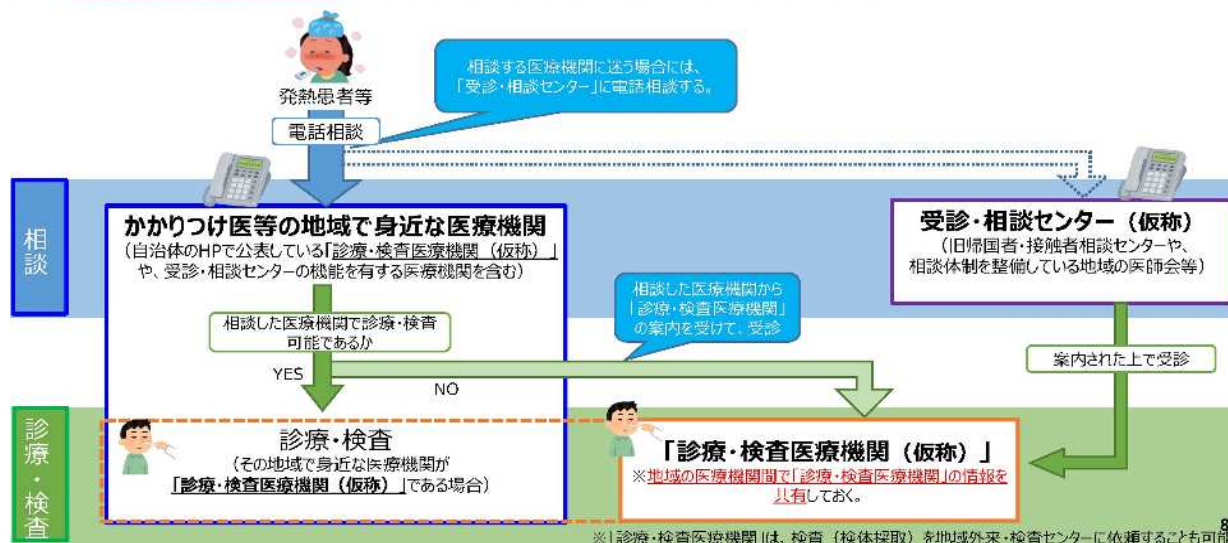 発熱患者等
電話相談
相談する医療機関に迷う場合には、
「受診・相談センター」に電話相談する。
相談
かかりつけ医等の地域で身近な医療機関
(自治体のHPで公表している「診療・検査医療機関（仮称）」
や、受診・相談センターの機能を有する医療機関を含む)
受診・相談センター（仮称）
(旧帰国者・接触者相談センターや、
相談体制を整備している地域の医師会等)
相談した医療機関で診療・検査
可能であるか
相談した医療機関から
「診療・検査医療機関」
の案内を受けて、受診
YES
NO
案内された上で受診
診療・検査
診療・検査
(その地域で身近な医療機関が
「診療・検査医療機関（仮称）」である場合)
「診療・検査医療機関（仮称）」
※地域の医療機関間で「診療・検査医療機関」の情報を
共有しておく。
8
※「診療・検査医療機関」は、検査（検体採取）を地域外来・検査センターに依頼することも可能